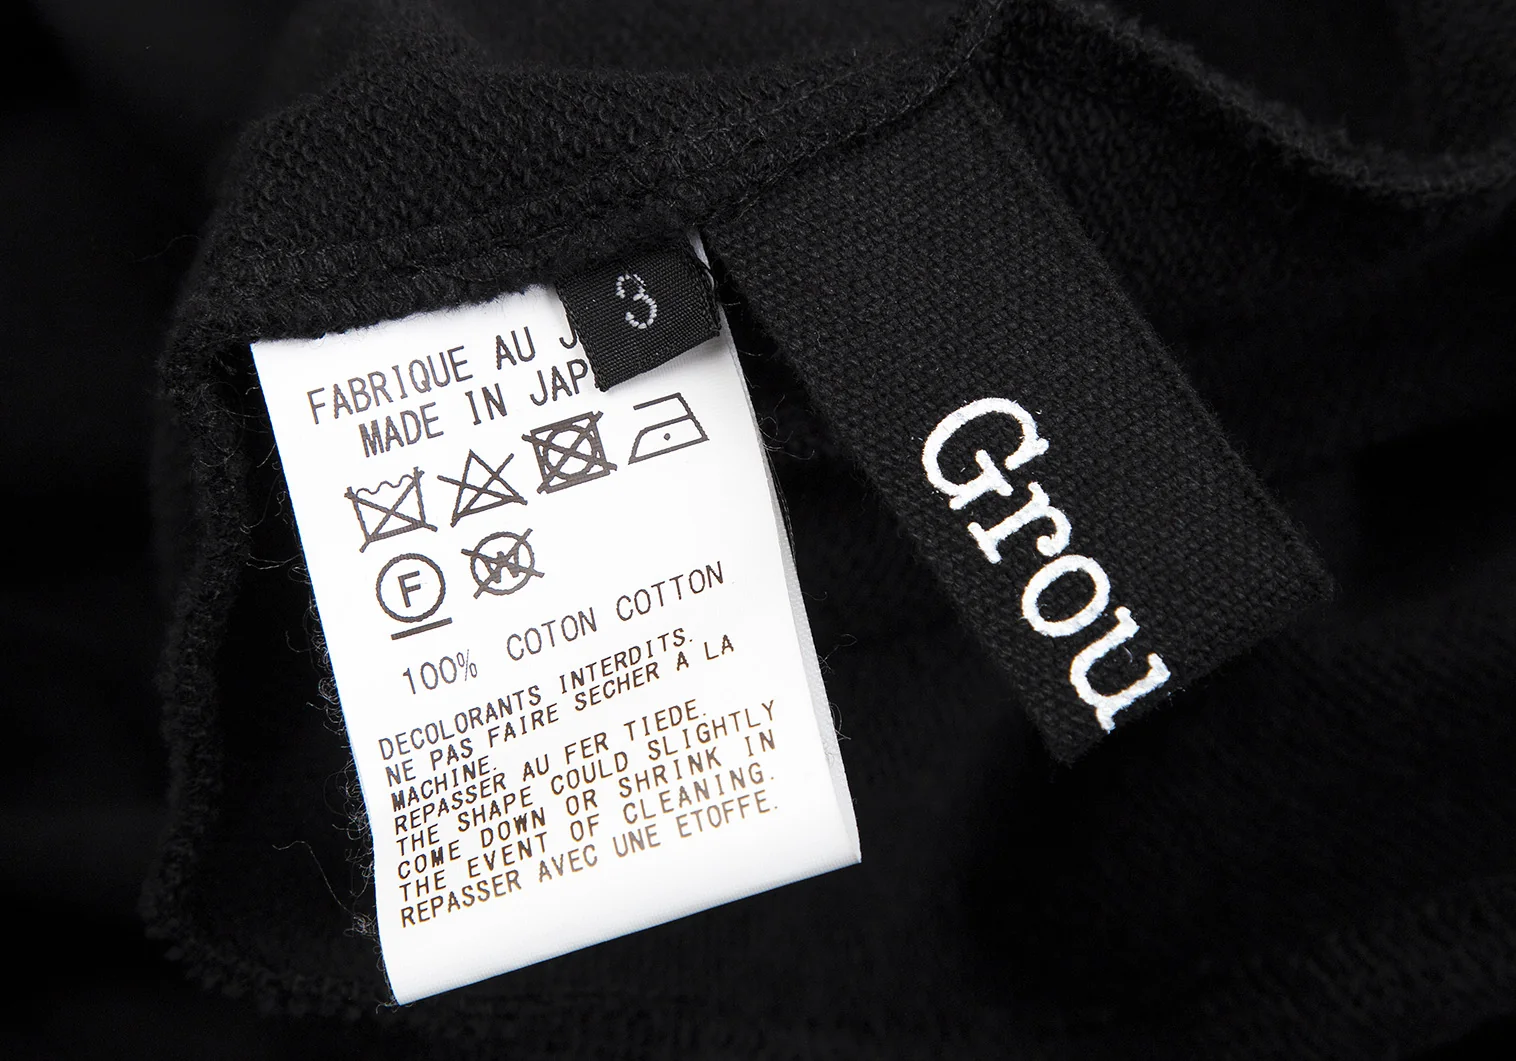 3
FABRIQUE AU J
MADE IN JAP
F
W
100% COTON COTTON
DECOLORANTS INTERDITS.
NE PAS FAIRE SECHER A LA
MACHINE.
REPASSER AU FER TIEDE.
THE SHAPE COULD SLIGHTLY
COME DOWN OR SHRINK IN
THE EVENT OF CLEANING.
REPASSER AVEC UNE ETOFFE.
Grou